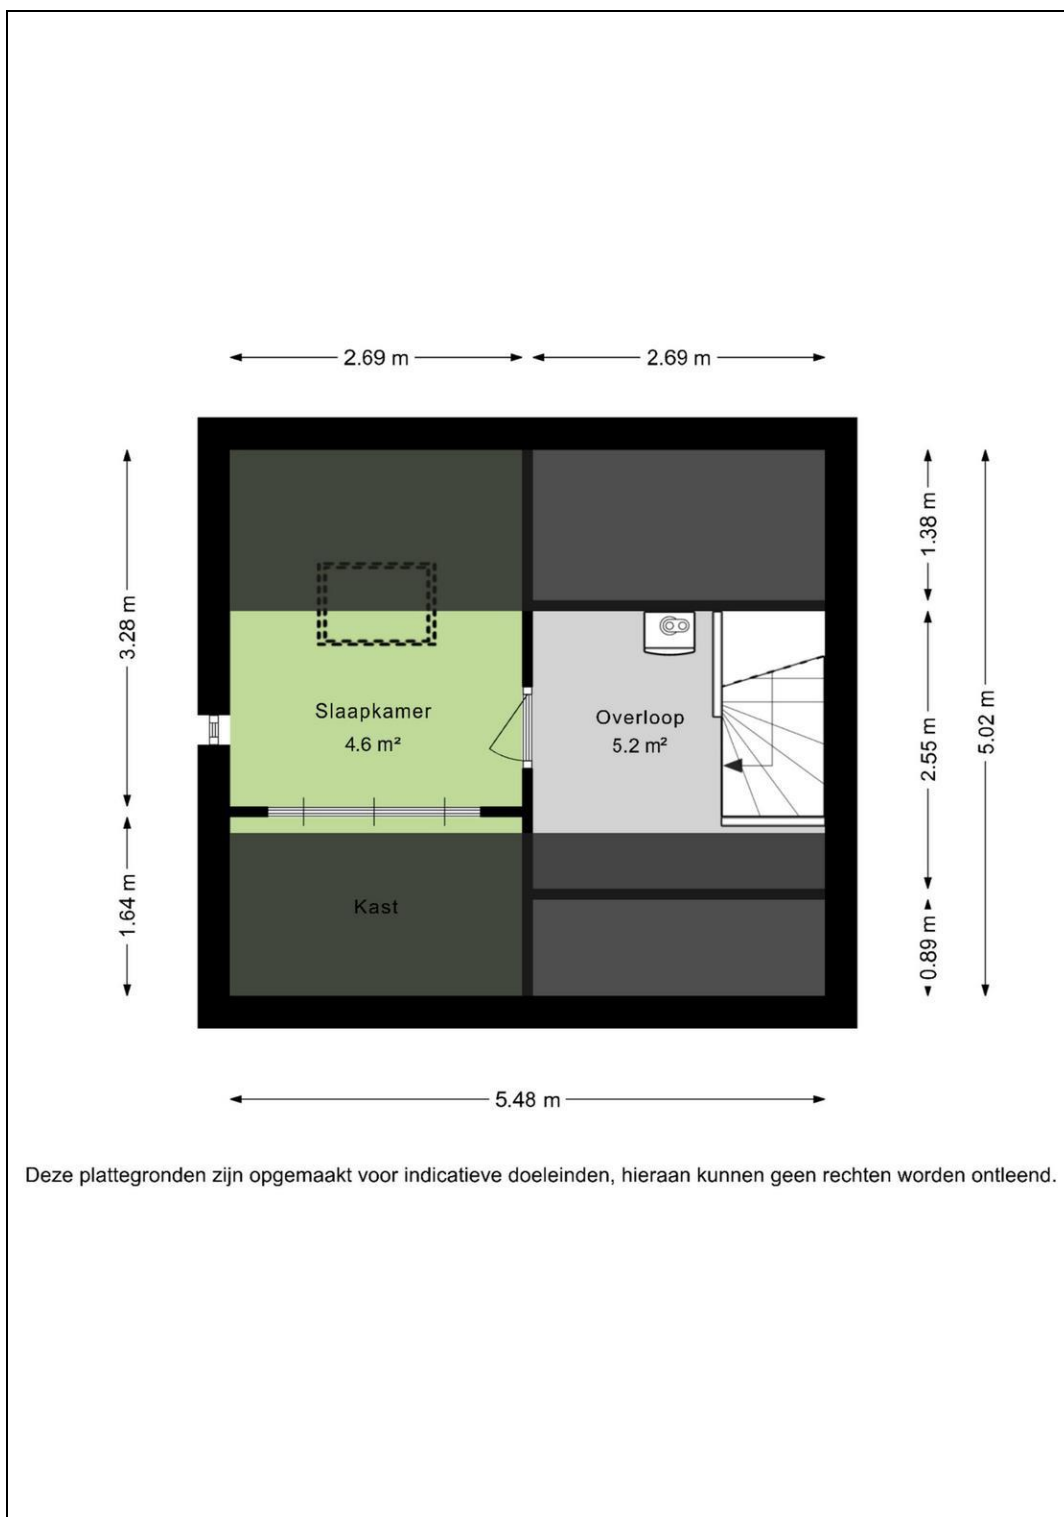 2.69 m
2.69 m
3.28 m
1.38 m
Slaapkamer
4.6 m²
Overloop
5.2 m²
2.55 m
5.02 m
1.64 m
Kast
0.89 m
5.48 m
Deze plattegronden zijn opgemaakt voor indicatieve doeleinden, hieraan kunnen geen rechten worden ontleend.